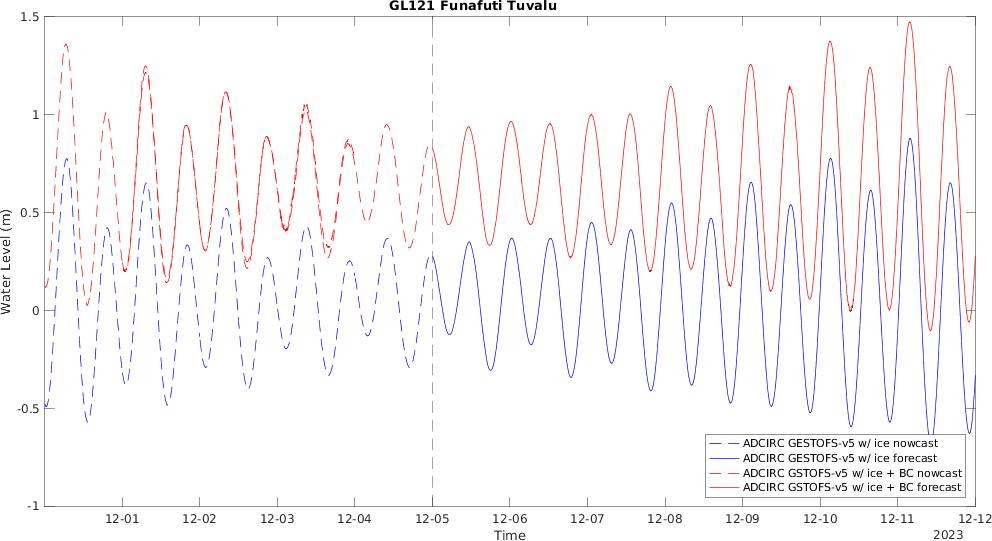 GL121 Funafuti Tuvalu
1.5
1
0.5
0
-0.5
-1
Water Level (m)
ADCIRC GESTOFS-v5 w/ ice nowcast
ADCIRC GESTOFS-v5 w/ ice forecast
ADCIRC GSTOFS-v5 w/ ice + BC nowcast
ADCIRC GSTOFS-v5 w/ ice + BC forecast
12-01 12-02 12-03 12-04 12-05 12-06 12-07 12-08 12-09 12-10 12-11 12-12
Time
2023